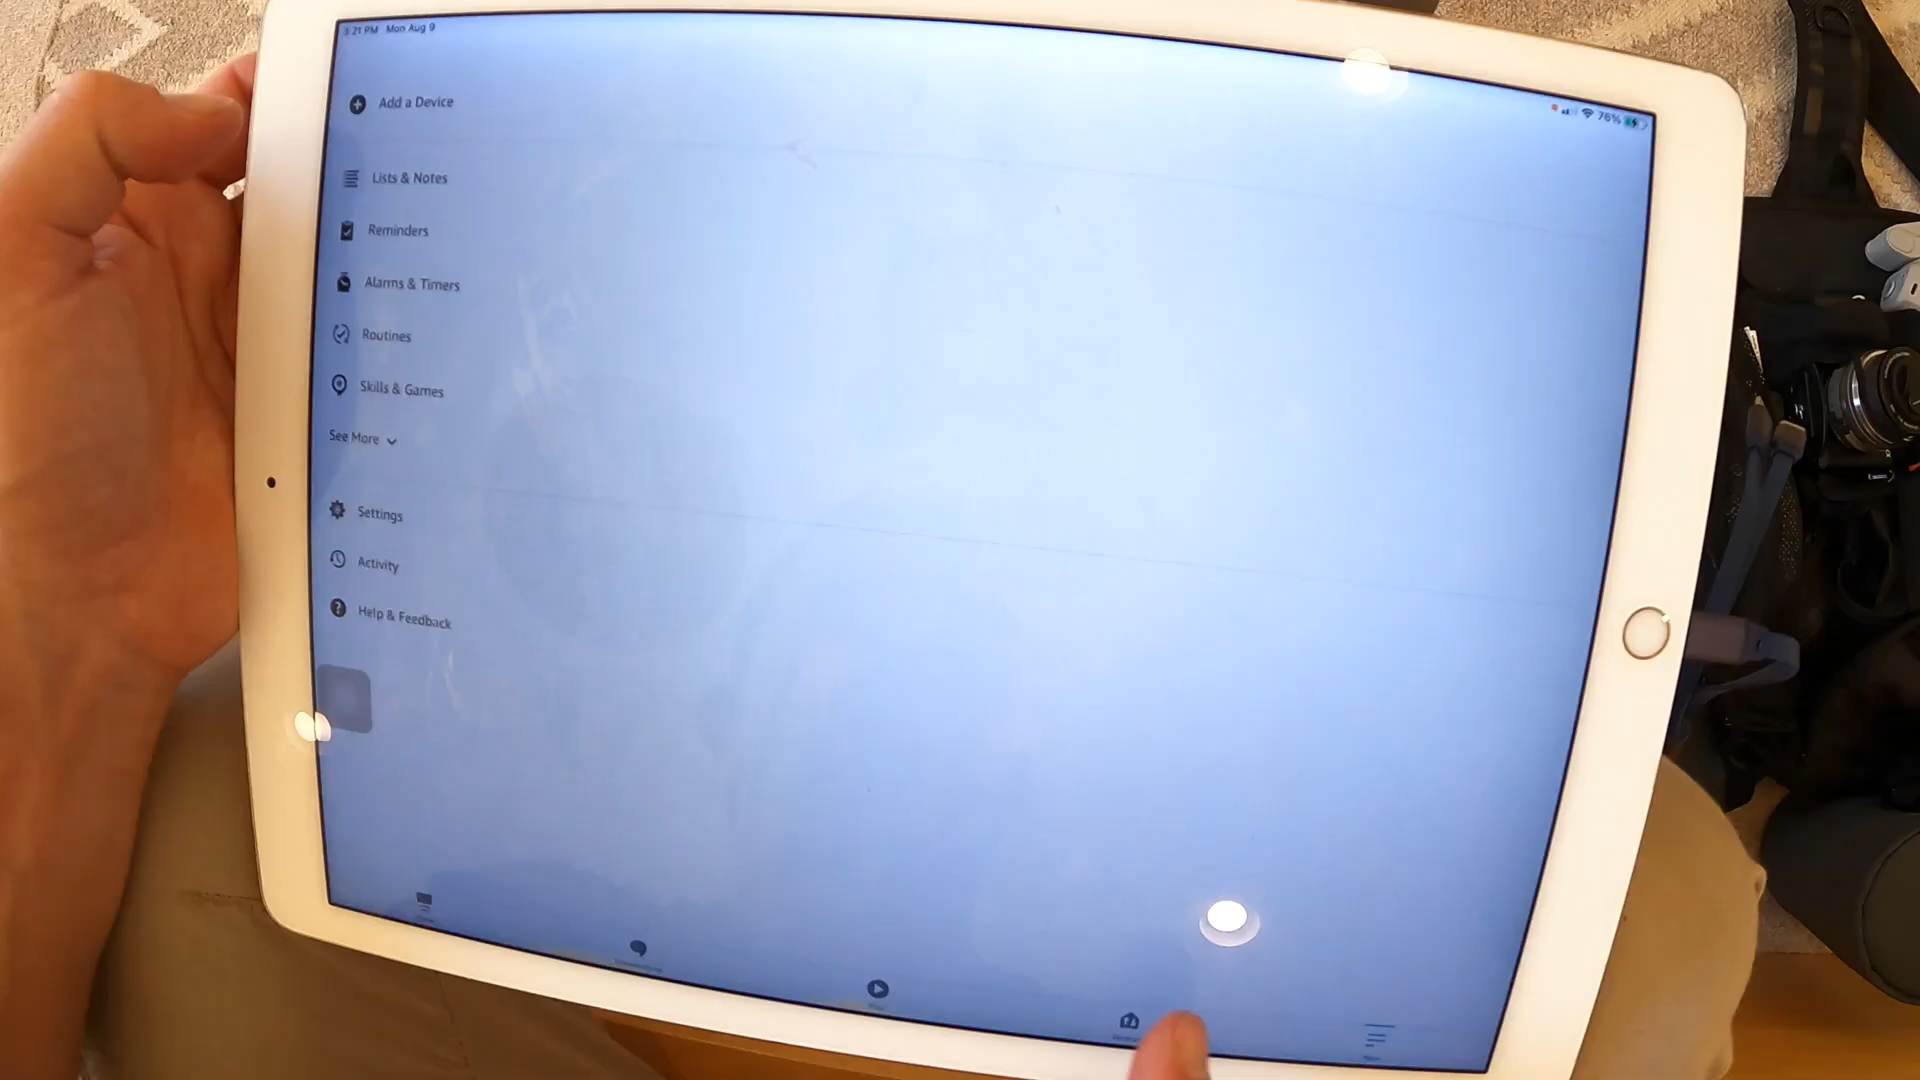 3:21 PM Mon Aug 9
76%
Add a Device
Lists & Notes
Reminders
Alarms & Timers
Routines
Skills & Games
See More
Settings
Activity
Help & Feedback